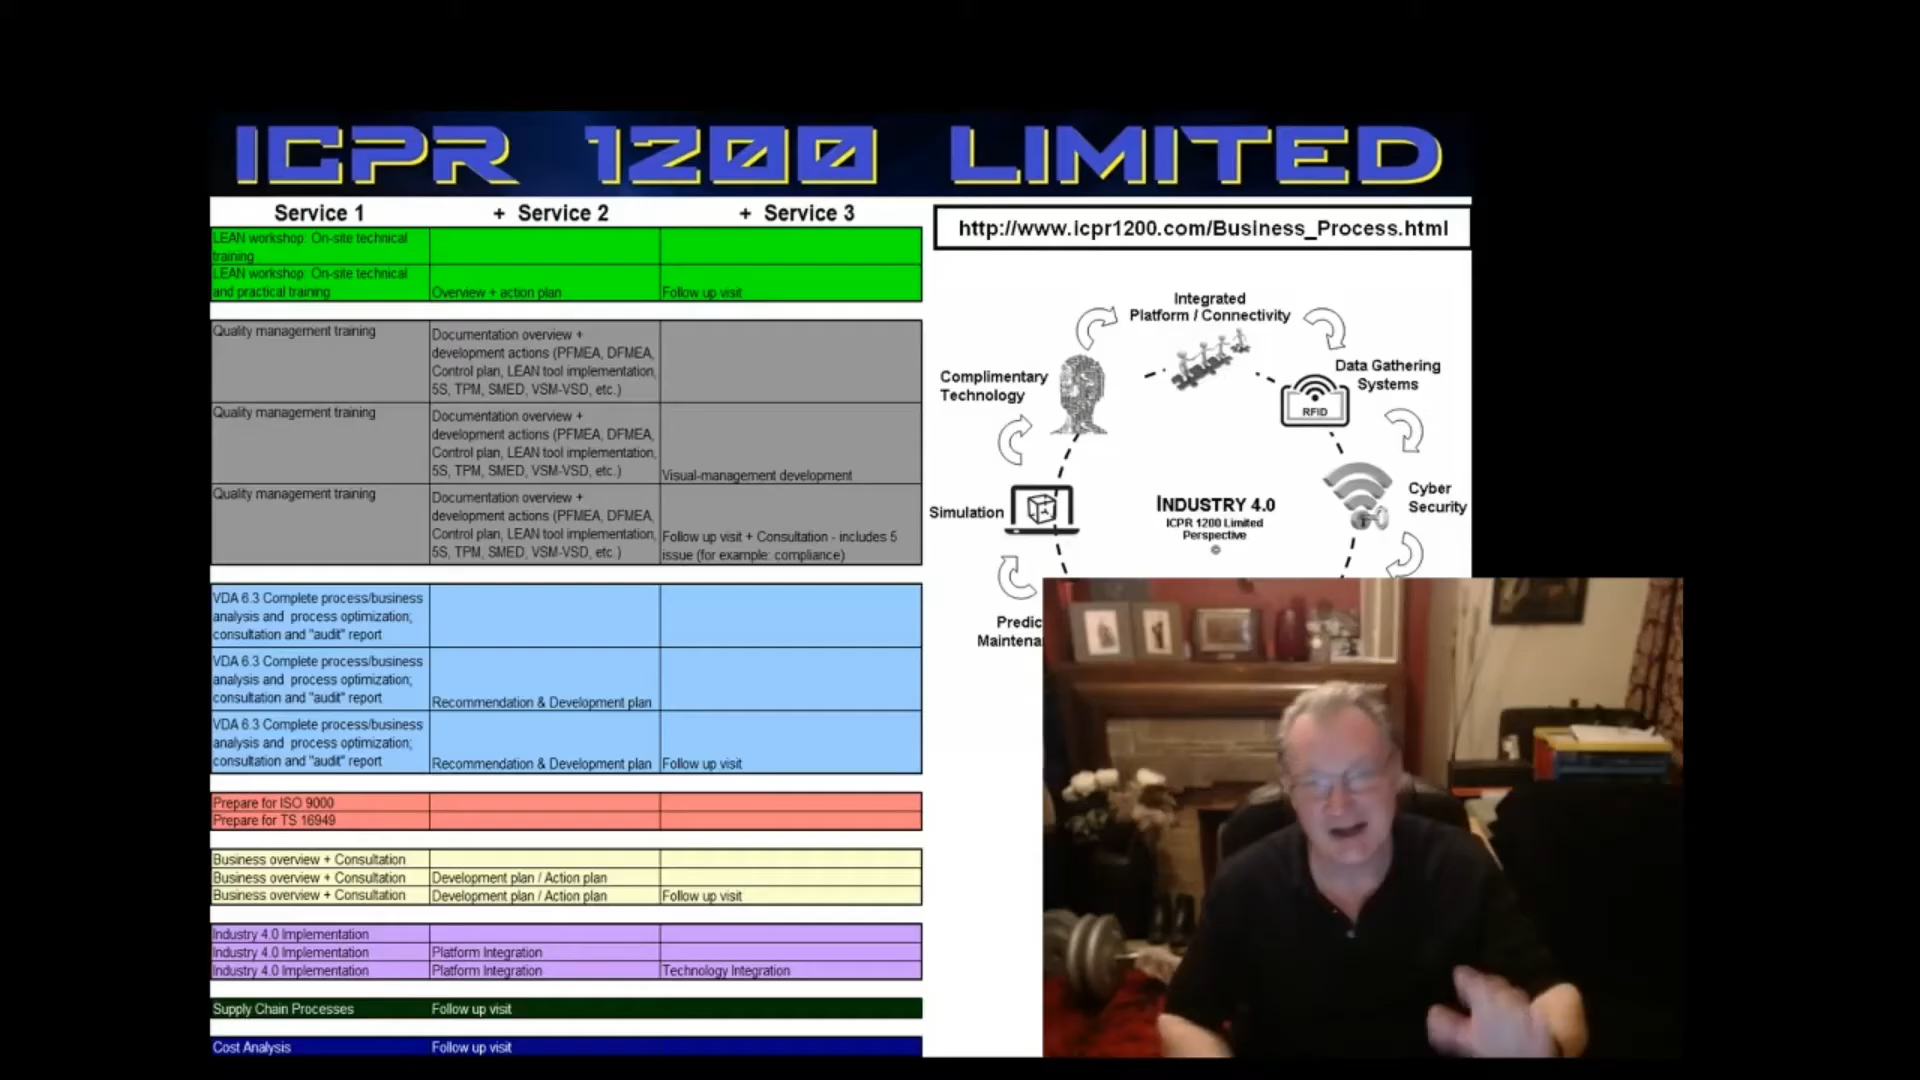 ICPR 1200 LIMITED
Service 1 + Service 2 + Service 3
LEAN workshop: On-site technical
training
LEAN workshop: On-site technical
and practical training Overview + action plan Follow up visit
Quality management training
Documentation overview +
development actions (PFMEA, DFMEA,
Control plan, LEAN tool implementation,
5S, TPM, SMED, VSM-VSD, etc.)
Quality management training
Documentation overview +
development actions (PFMEA, DFMEA,
Control plan, LEAN tool implementation,
5S, TPM, SMED, VSM-VSD, etc.)
Visual-management development
Quality management training
Documentation overview +
development actions (PFMEA, DFMEA,
Control plan, LEAN tool implementation,
5S, TPM, SMED, VSM-VSD, etc.)
Follow up visit + Consultation - includes 5
issue (for example: compliance)
VDA 6.3 Complete process/business
analysis and process optimization;
consultation and "audit" report
VDA 6.3 Complete process/business
analysis and process optimization;
consultation and "audit" report
Recommendation & Development plan
VDA 6.3 Complete process/business
analysis and process optimization;
consultation and "audit" report
Recommendation & Development plan Follow up visit
Prepare for ISO 9000
Prepare for TS 16949
Business overview + Consultation
Business overview + Consultation Development plan / Action plan
Business overview + Consultation Development plan / Action plan Follow up visit
Industry 4.0 Implementation
Industry 4.0 Implementation Platform Integration
Industry 4.0 Implementation Platform Integration Technology Integration
Supply Chain Processes Follow up visit
Cost Analysis Follow up visit
http://www.icpr1200.com/Business_Process.html
Integrated
Platform / Connectivity
Data Gathering
Systems
RFID
Complimentary
Technology
Cyber
Security
Simulation
INDUSTRY 4.0
ICPR 1200 Limited
Perspective
©
Predic
Maintena